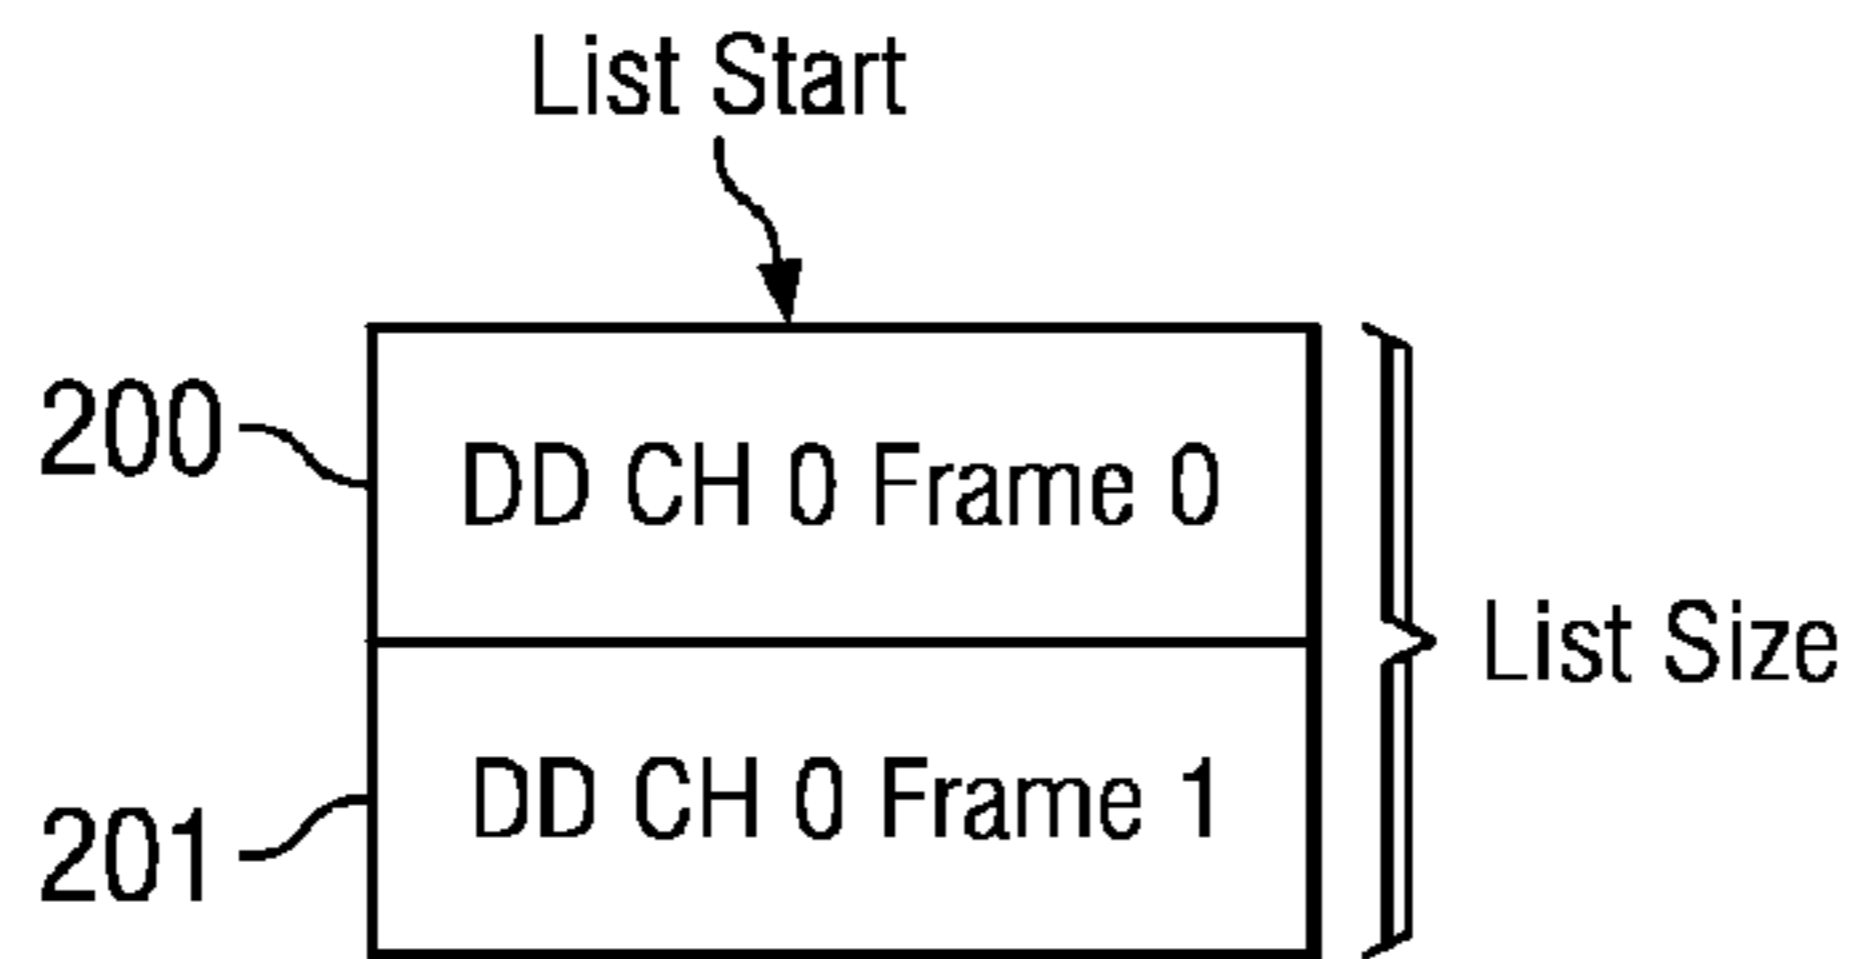 List Start
200
DD CH 0 Frame 0
List Size
201
DD CH 0 Frame 1